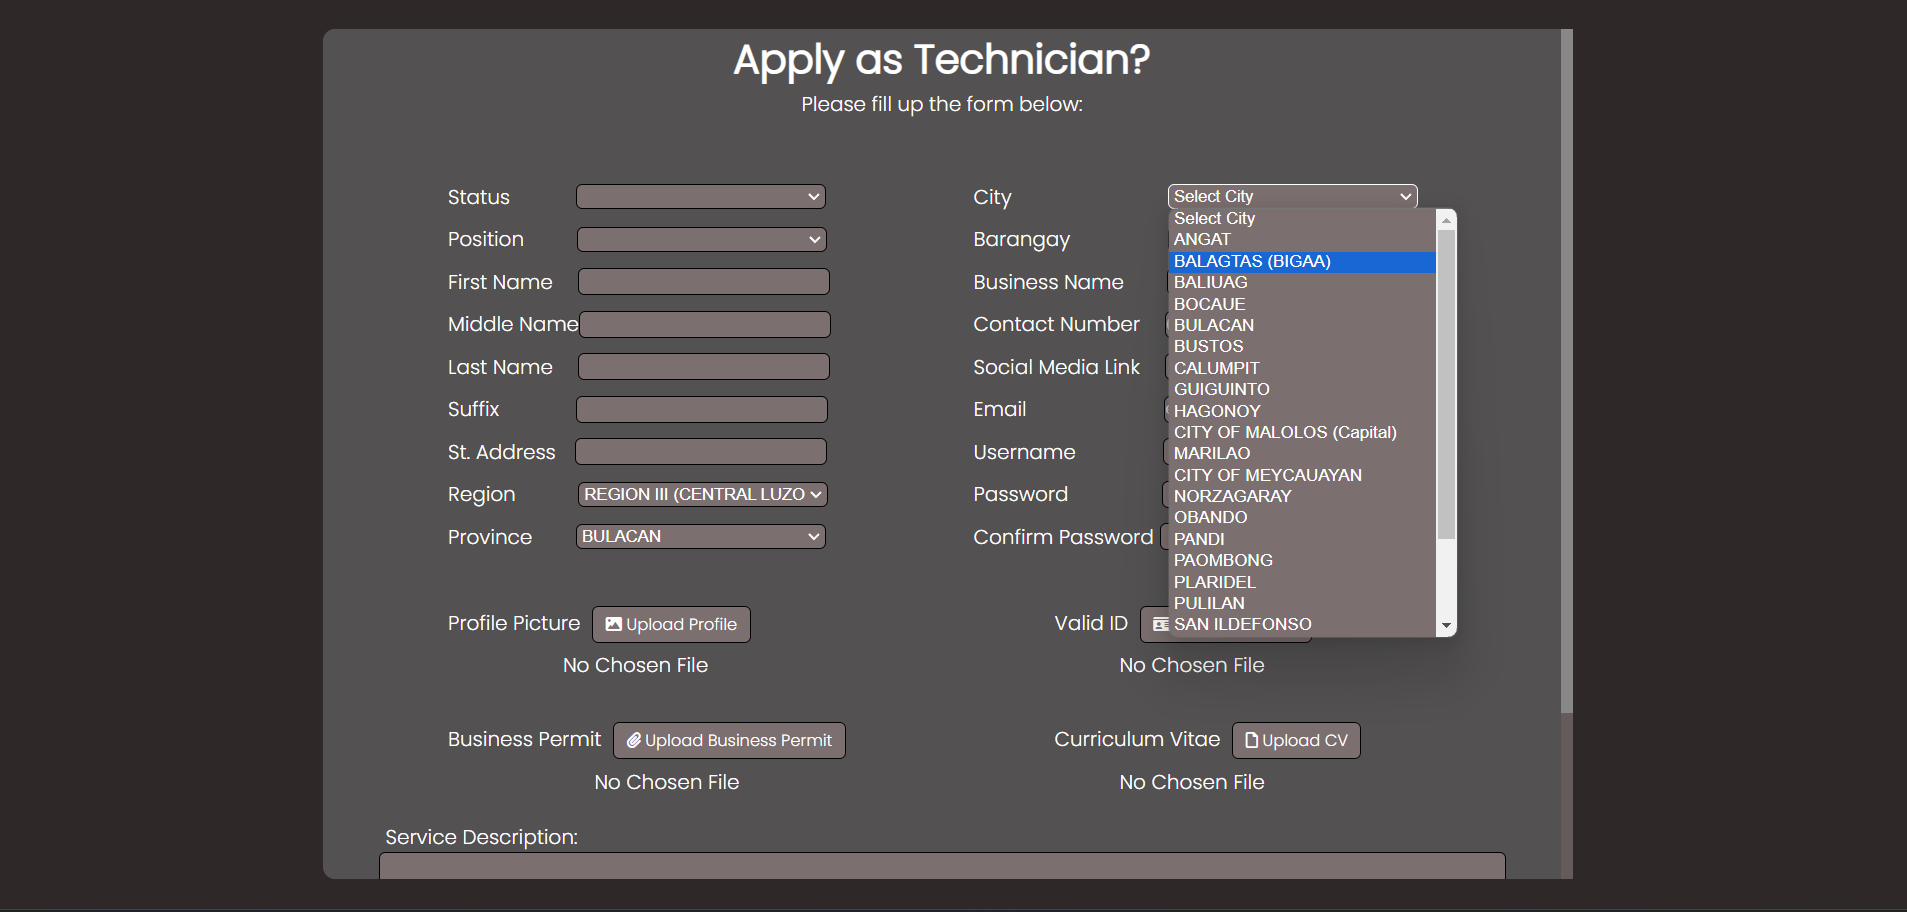 Apply as Technician?
Please fill up the form below:
Status
Position
First Name
Middle Name
Last Name
Suffix
St. Address
Region REGION III (CENTRAL LUZO
Province BULACAN
City Select City
Barangay
Business Name
Contact Number
Social Media Link
Email
Username
Password
Confirm Password
Select City
ANGAT
BALAGTAS (BIGAA)
BALIUAG
BOCAUE
BULACAN
BUSTOS
CALUMPIT
GUIGUINTO
HAGONOY
CITY OF MALOLOS (Capital)
MARILAO
CITY OF MEYCAUAYAN
NORZAGARAY
OBANDO
PANDI
PAOMBONG
PLARIDEL
PULILAN
SAN ILDEFONSO
Profile Picture Upload Profile
No Chosen File
Valid ID
No Chosen File
Business Permit Upload Business Permit
No Chosen File
Curriculum Vitae Upload CV
No Chosen File
Service Description: